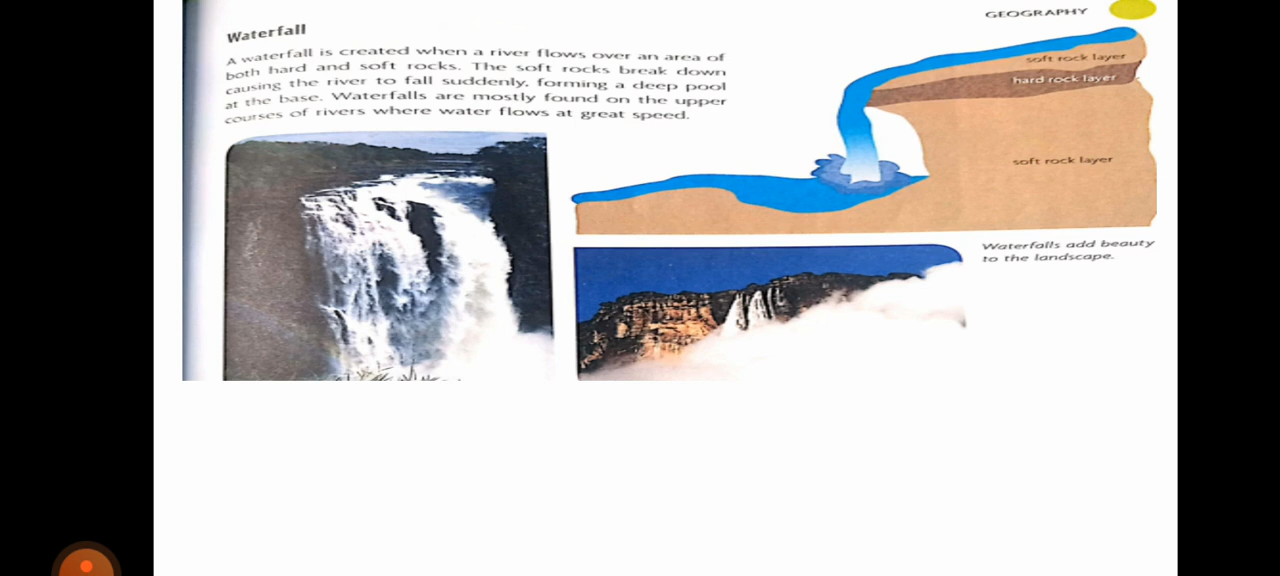 GEOGRAPHY
Waterfall
A waterfall is created when a river flows over an area of
both hard and soft rocks. The soft rocks break down
causing the river to fall suddenly, forming a deep pool
at the base. Waterfalls are mostly found on the upper
courses of rivers where water flows at great speed.
soft rock layer
hard rock layer
soft rock layer
Waterfalls add beauty
to the landscape.